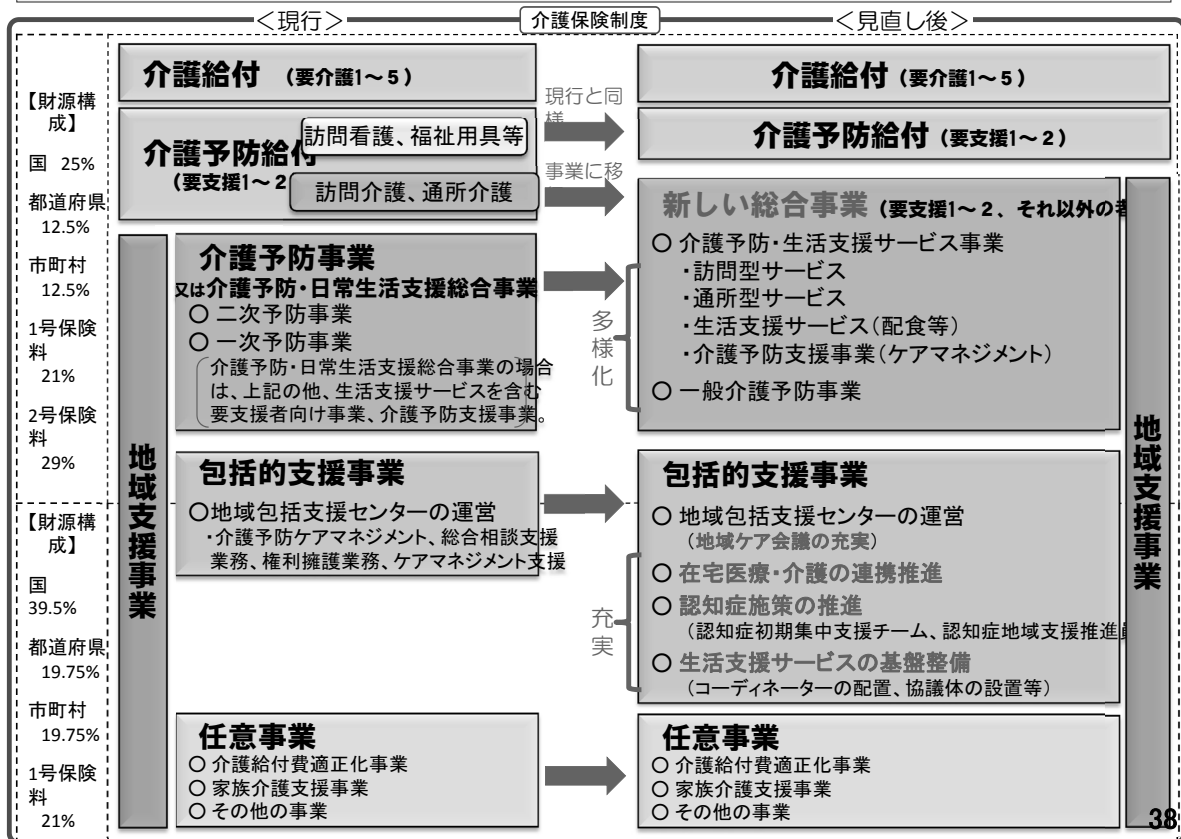 ＜現行＞
介護保険制度
＜見直し後＞
【財源構
成】
国 25%
都道府県
12.5%
市町村
12.5%
1号保険
料
21%
2号保険
料
29%
【財源構
成】
国
39.5%
都道府県
19.75%
市町村
19.75%
1号保険
料
21%
介護給付 （要介護1～５）
介護予防給付
（要支援1～２
訪問看護、福祉用具等
訪問介護、通所介護
地域支援事業
介護予防事業
又は介護予防・日常生活支援総合事業
○ 二次予防事業
○ 一次予防事業
介護予防・日常生活支援総合事業の場合
は、上記の他、生活支援サービスを含む
要支援者向け事業、介護予防支援事業。
包括的支援事業
○地域包括支援センターの運営
・介護予防ケアマネジメント、総合相談支援
業務、権利擁護業務、ケアマネジメント支援
任意事業
○ 介護給付費適正化事業
○ 家族介護支援事業
○ その他の事業
現行と同
様
事業に移
多様化
充実
介護給付（要介護1～５）
介護予防給付（要支援1～２）
新しい総合事業（要支援1～２、それ以外の者
○ 介護予防・生活支援サービス事業
・訪問型サービス
・通所型サービス
・生活支援サービス（配食等）
・介護予防支援事業（ケアマネジメント）
○ 一般介護予防事業
包括的支援事業
○ 地域包括支援センターの運営
（地域ケア会議の充実）
○ 在宅医療・介護の連携推進
○ 認知症施策の推進
（認知症初期集中支援チーム、認知症地域支援推進員
○ 生活支援サービスの基盤整備
（コーディネーターの配置、協議体の設置等）
任意事業
○ 介護給付費適正化事業
○ 家族介護支援事業
○ その他の事業
地域支援事業
38